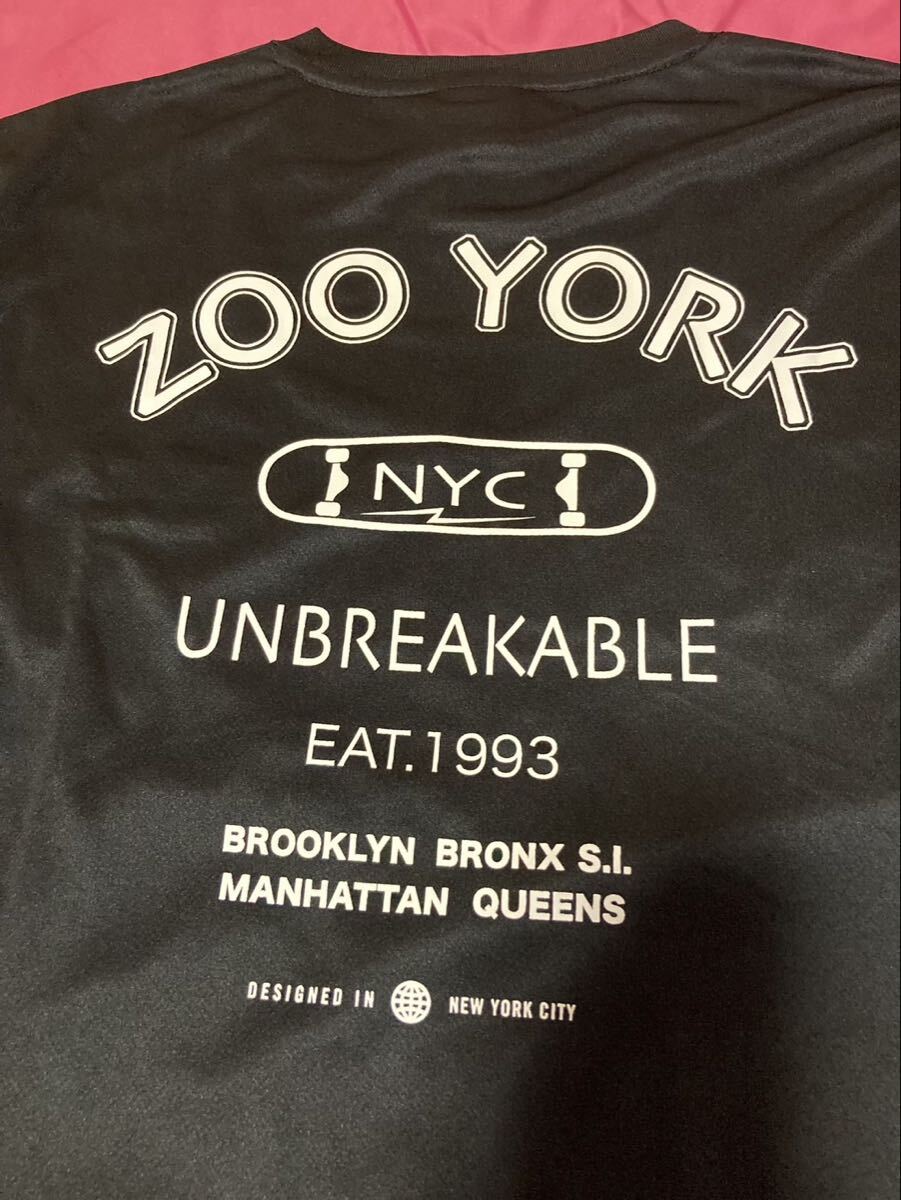 ZOO YORK
NYC
UNBREAKABLE
EAT.1993
BROOKLYN BRONX S.I.
MANHATTAN QUEENS
DESIGNED IN NEW YORK CITY